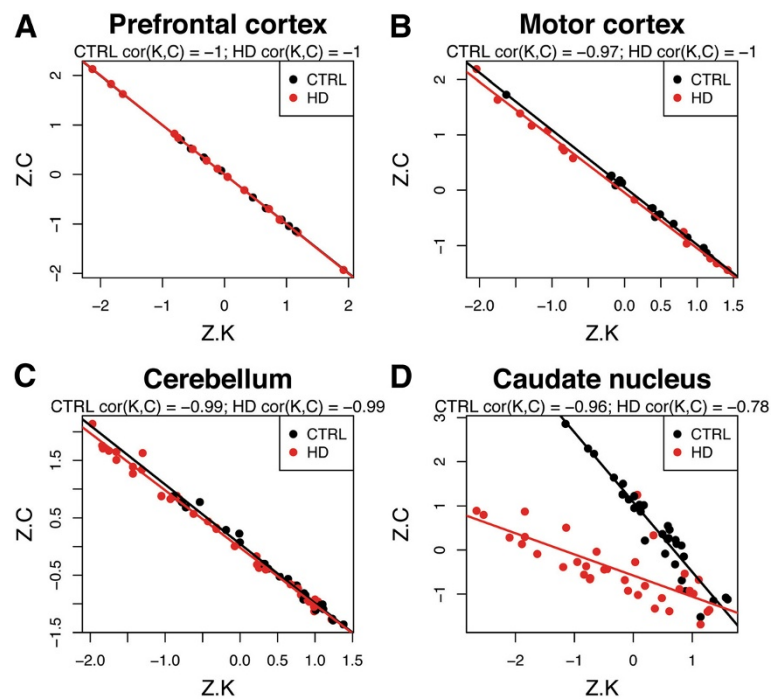 A Prefrontal cortex
CTRL cor(K,C) = −1; HD cor(K,C) = −1
CTRL
HD
2
1
0
−1
−2
Z.C
−2 −1 0 1 2
Z.K
B Motor cortex
CTRL cor(K,C) = −0.97; HD cor(K,C) = −1
CTRL
HD
2
1
0
−1
Z.C
−2.0 −1.0 0.0 1.0 1.5
Z.K
C Cerebellum
CTRL cor(K,C) = −0.99; HD cor(K,C) = −0.99
CTRL
HD
1.5
0.5
−0.5
−1.5
Z.C
−2.0 −1.0 0.0 0.5 1.0 1.5
Z.K
D Caudate nucleus
CTRL cor(K,C) = −0.96; HD cor(K,C) = −0.78
CTRL
HD
3
2
1
0
−1
Z.C
−2 −1 0 1
Z.K